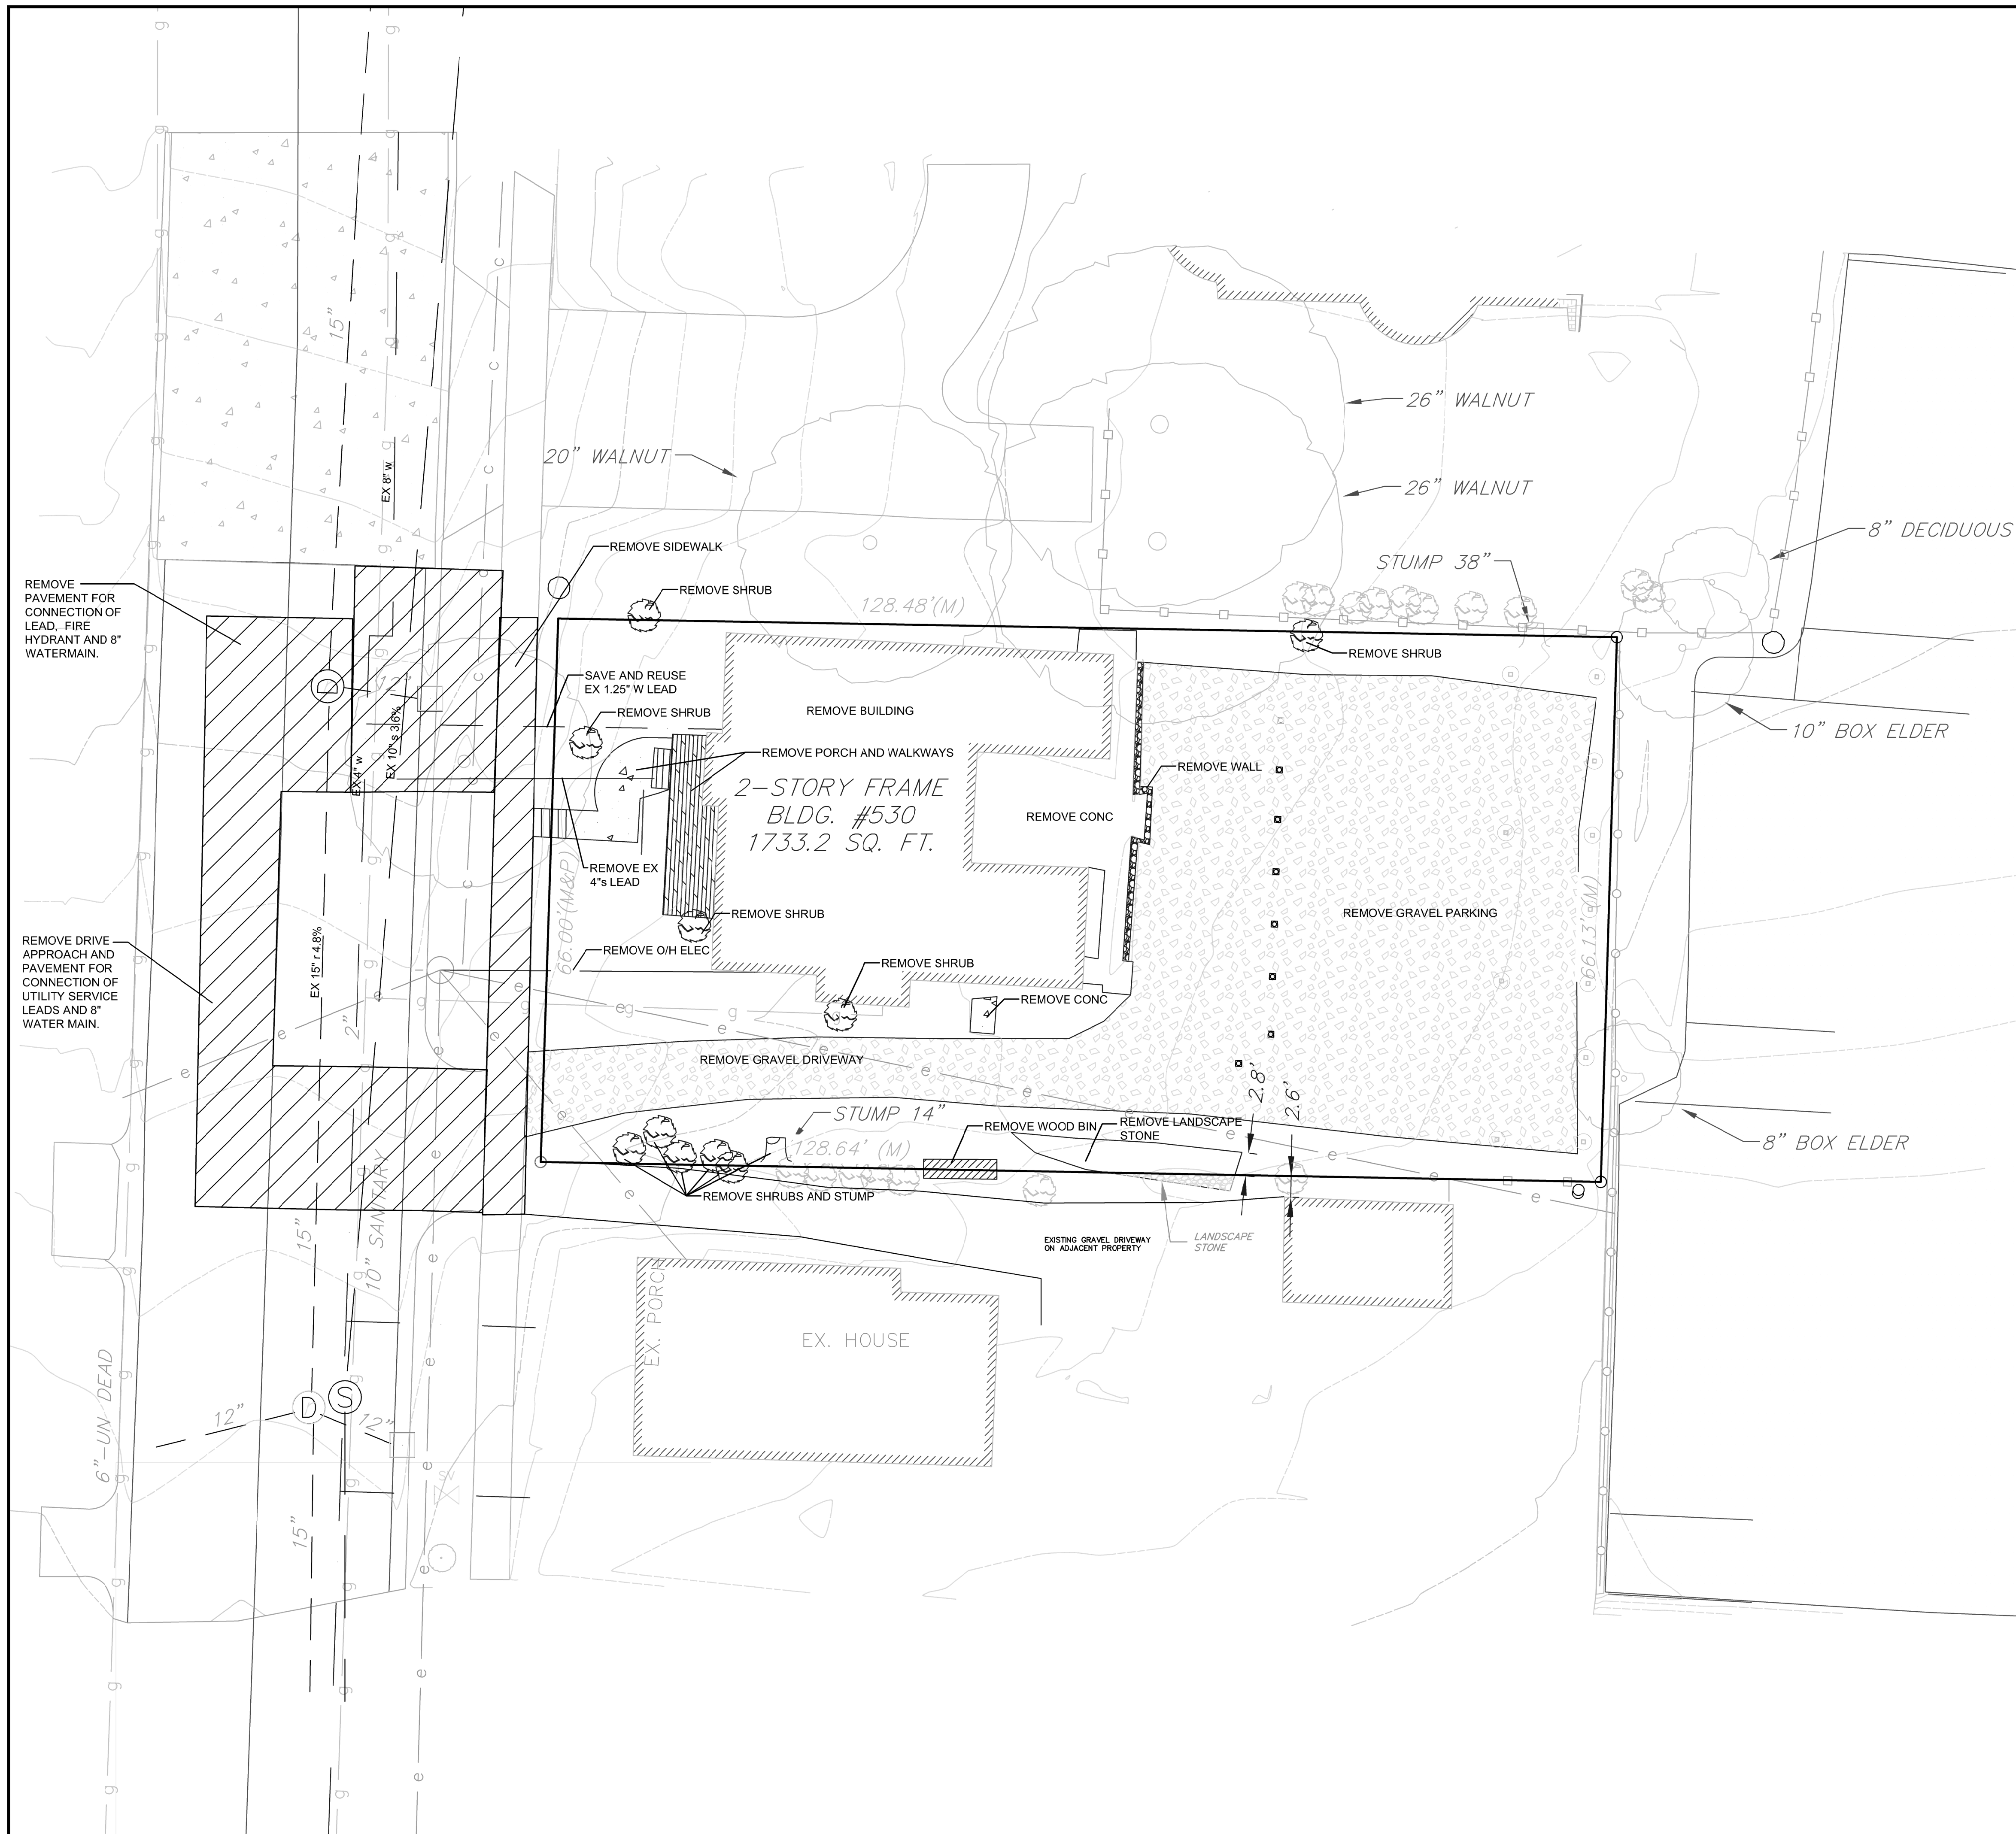 15"
EX 8" w
26" WALNUT
20" WALNUT
26" WALNUT
8" DECIDUOUS
REMOVE SIDEWALK
STUMP 38"
REMOVE
PAVEMENT FOR
CONNECTION OF
LEAD, FIRE
HYDRANT AND 8"
WATERMAIN.
REMOVE SHRUB
128.48'(M)
REMOVE SHRUB
SAVE AND REUSE
EX 1.25" W LEAD
12"
D
REMOVE SHRUB
REMOVE BUILDING
10" BOX ELDER
EX 10" s 3.6%
EX 4" w
REMOVE PORCH AND WALKWAYS
REMOVE WALL
2-STORY FRAME
BLDG. #530
1733.2 SQ. FT.
REMOVE CONC
REMOVE EX
4"s LEAD
66.00'(M&P)
REMOVE SHRUB
REMOVE GRAVEL PARKING
66.13' (M)
REMOVE DRIVE
APPROACH AND
PAVEMENT FOR
CONNECTION OF
UTILITY SERVICE
LEADS AND 8"
WATER MAIN.
REMOVE O/H ELEC
EX 15" r 4.8%
REMOVE SHRUB
REMOVE CONC
2"
REMOVE GRAVEL DRIVEWAY
2.8'
2.6'
STUMP 14"
REMOVE WOOD BIN
REMOVE LANDSCAPE
STONE
128.64' (M)
8" BOX ELDER
REMOVE SHRUBS AND STUMP
15"
10" SANITARY
EXISTING GRAVEL DRIVEWAY
ON ADJACENT PROPERTY
LANDSCAPE
STONE
EX. PORCH
EX. HOUSE
6"-UN DEAD
12"
D
S
12"
SV
15"
g
g
g
g
g
g
c
c
c
c
c
e
e
e
e
e
e
e
e
e
e
e
e
g
g
g
g
e
e
e
e